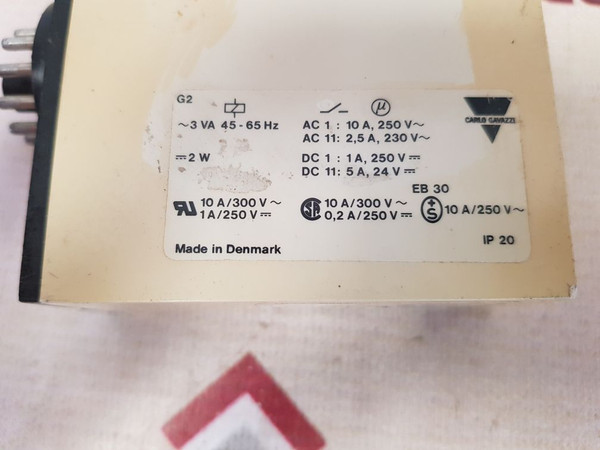 G2
μ
CARLO GAVAZZI
~3 VA 45 - 65 Hz
AC 1 : 10 A, 250 V~
AC 11: 2,5 A, 230 V~
⎓2 W
DC 1 : 1 A, 250 V⎓
DC 11: 5 A, 24 V⎓
EB 30
10 A/300 V ~
1 A/250 V ⎓
10 A/300 V ~
0,2 A/250 V⎓
+S 10 A/250 V~
Made in Denmark
IP 20